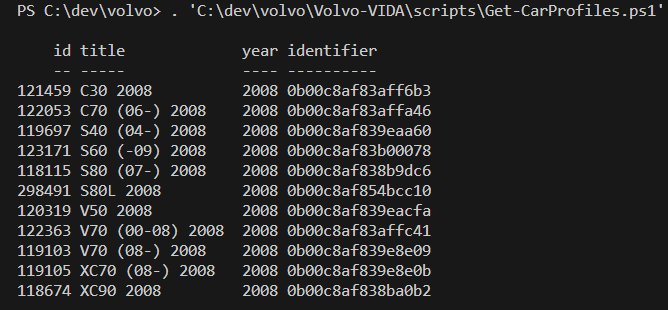 PS C:\dev\volvo> . 'C:\dev\volvo\Volvo-VIDA\scripts\Get-CarProfiles.ps1'
id title year identifier
-- ----- ---- ----------
121459 C30 2008 2008 0b00c8af83aff6b3
122053 C70 (06-) 2008 2008 0b00c8af83affa46
119697 S40 (04-) 2008 2008 0b00c8af839eaa60
123171 S60 (-09) 2008 2008 0b00c8af83b00078
118115 S80 (07-) 2008 2008 0b00c8af838b9dc6
298491 S80L 2008 2008 0b00c8af854bcc10
120319 V50 2008 2008 0b00c8af839eacfa
122363 V70 (00-08) 2008 2008 0b00c8af83affc41
119103 V70 (08-) 2008 2008 0b00c8af839e8e09
119105 XC70 (08-) 2008 2008 0b00c8af839e8e0b
118674 XC90 2008 2008 0b00c8af838ba0b2